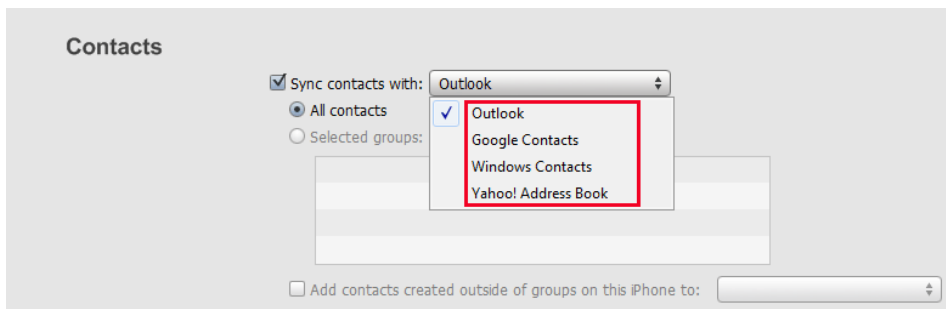 Contacts
Sync contacts with: Outlook
All contacts
Outlook
Selected groups:
Google Contacts
Windows Contacts
Yahoo! Address Book
Add contacts created outside of groups on this iPhone to: